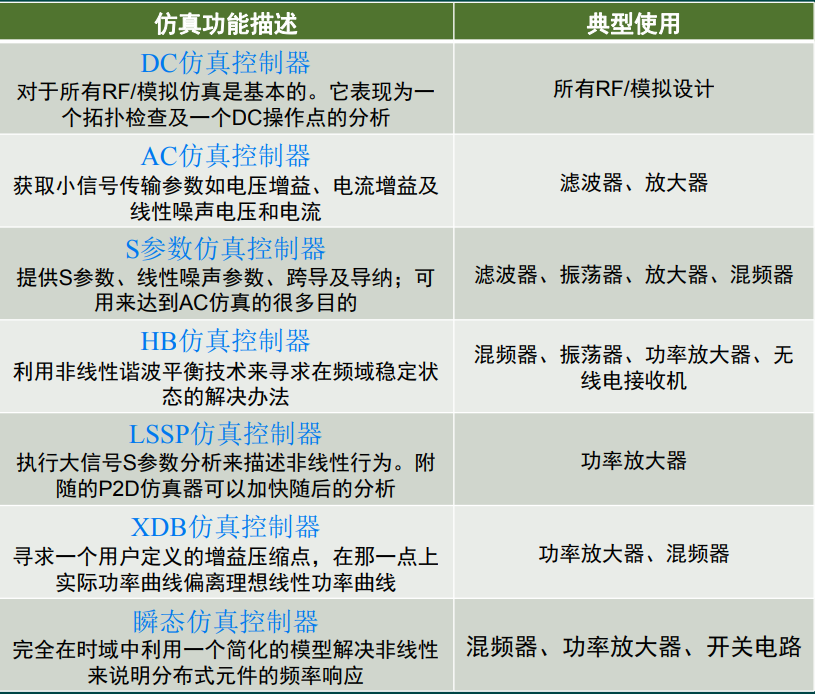 仿真功能描述
典型使用
DC仿真控制器
对于所有RF/模拟仿真是基本的。它表现为一
个拓扑检查及一个DC操作点的分析
所有RF/模拟设计
AC仿真控制器
获取小信号传输参数如电压增益、电流增益及
线性噪声电压和电流
滤波器、放大器
S参数仿真控制器
提供S参数、线性噪声参数、跨导及导纳；可
用来达到AC仿真的很多目的
滤波器、振荡器、放大器、混频器
HB仿真控制器
利用非线性谐波平衡技术来寻求在频域稳定状
态的解决办法
混频器、振荡器、功率放大器、无
线电接收机
LSSP仿真控制器
执行大信号S参数分析来描述非线性行为。附
随的P2D仿真器可以加快随后的分析
功率放大器
XDB仿真控制器
寻求一个用户定义的增益压缩点，在那一点上
实际功率曲线偏离理想线性功率曲线
功率放大器、混频器
瞬态仿真控制器
完全在时域中利用一个简化的模型解决非线性
来说明分布式元件的频率响应
混频器、功率放大器、开关电路